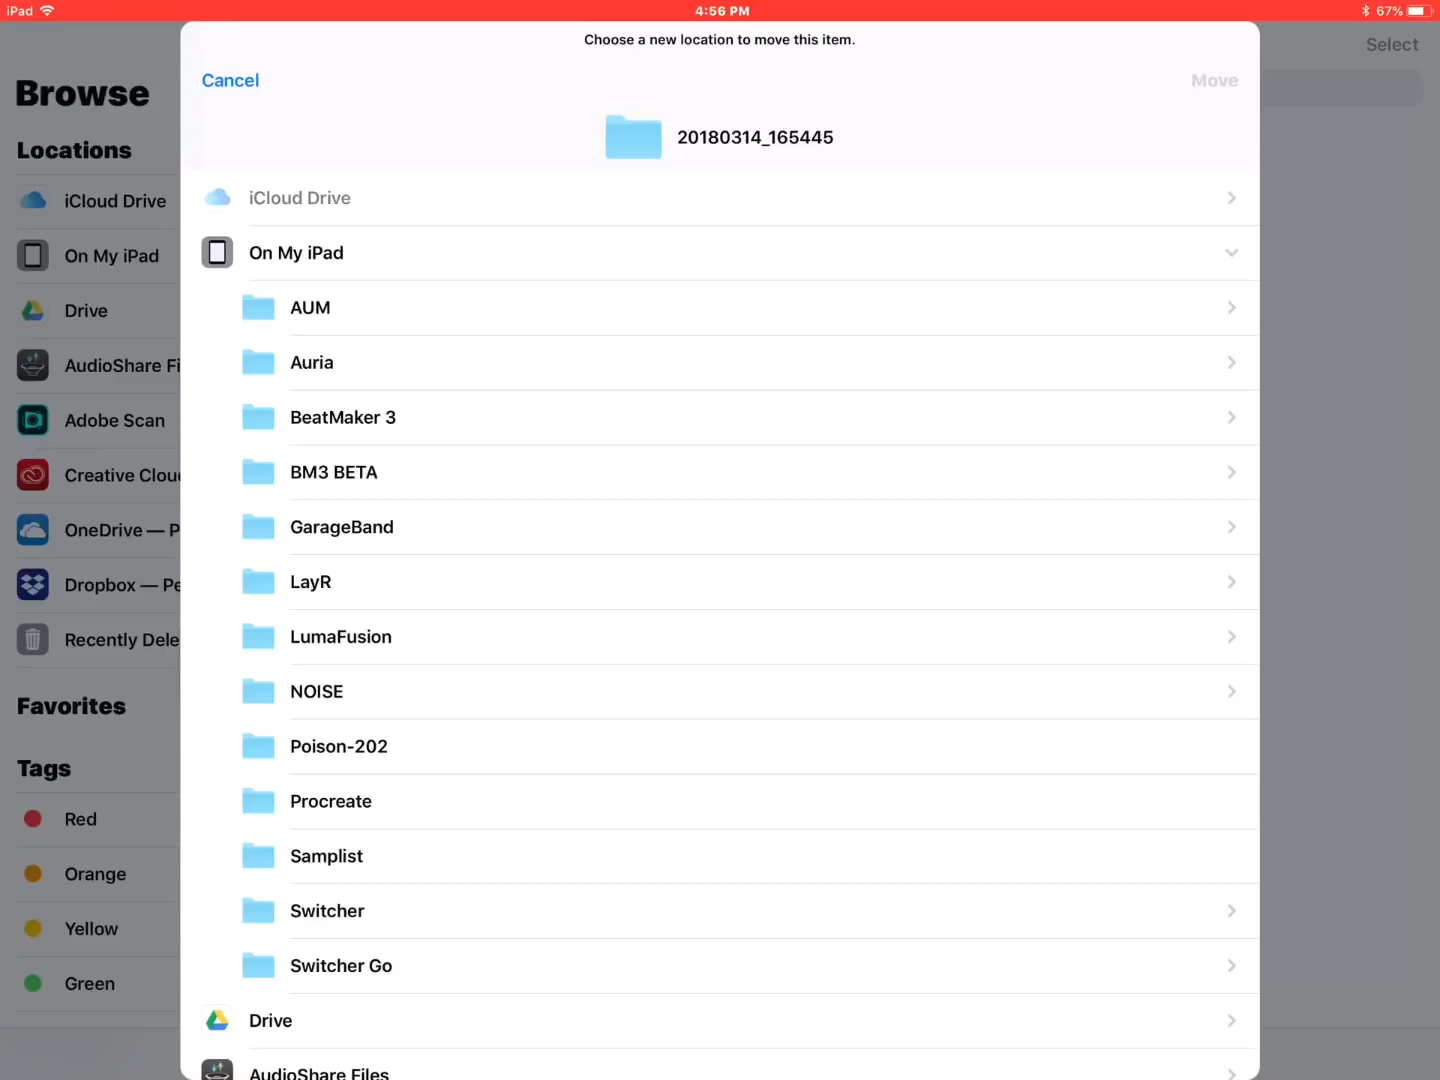 iPad
4:56 PM
67%
Choose a new location to move this item.
Select
Cancel
Move
Browse
20180314_165445
Locations
iCloud Drive
On My iPad
Drive
AudioShare Fi
Adobe Scan
Creative Clou
OneDrive — P
Dropbox — Pe
Recently Dele
Favorites
Tags
Red
Orange
Yellow
Green
iCloud Drive
On My iPad
AUM
Auria
BeatMaker 3
BM3 BETA
GarageBand
LayR
LumaFusion
NOISE
Poison-202
Procreate
Samplist
Switcher
Switcher Go
Drive
AudioShare Files